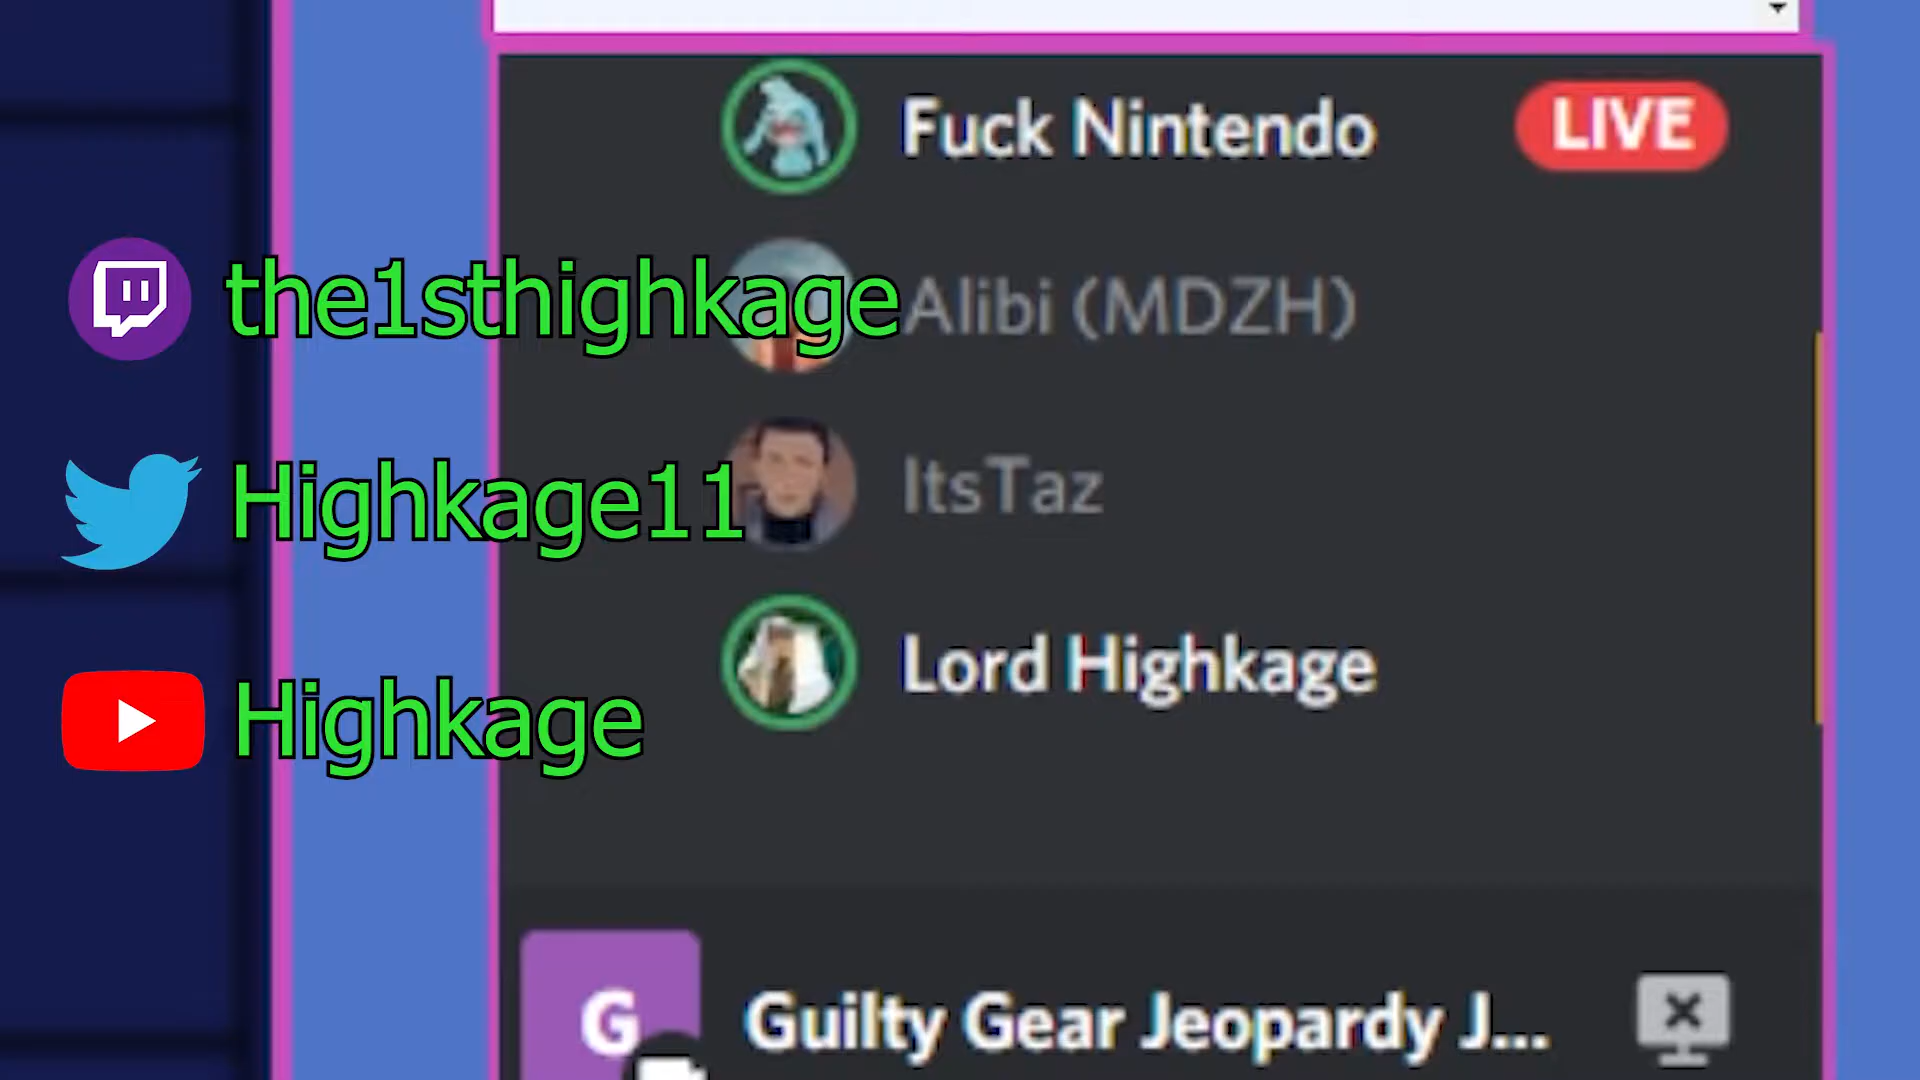 Fuck Nintendo LIVE
the1sthighkage Alibi (MDZH)
Highkage11 ItsTaz
Lord Highkage
Highkage
G Guilty Gear Jeopardy J...